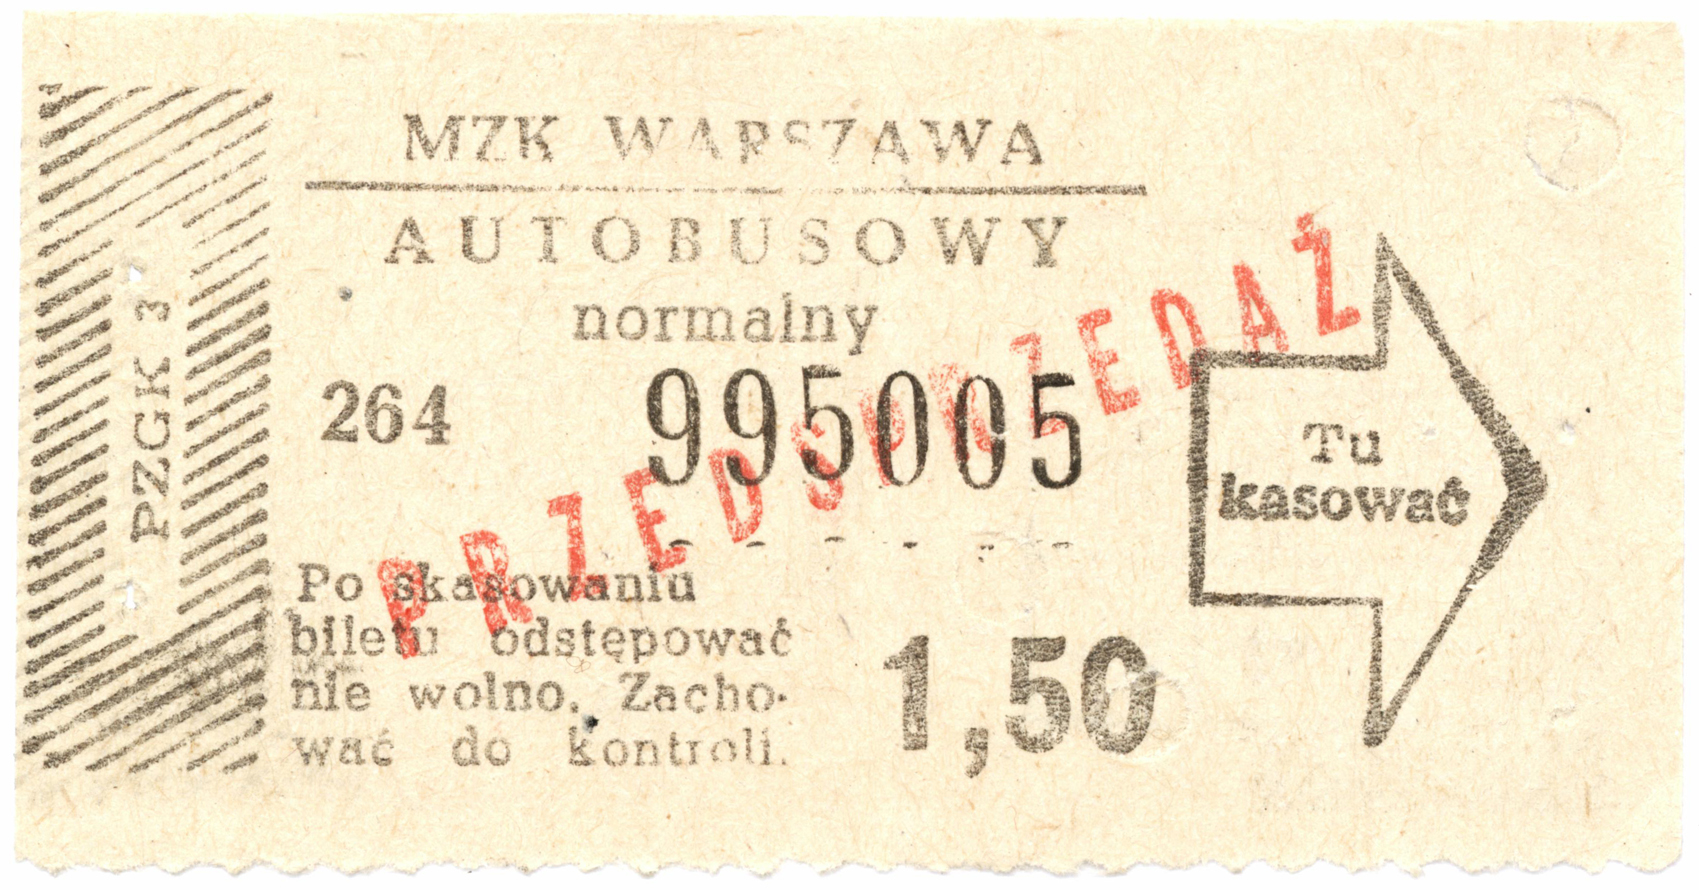 MZK WARSZAWA
AUTOBUSOWY
normalny
264 995005
PRZEDSPRZEDAŻ
Tu
kasować
Po skasowaniu
biletu odstępować
nie wolno. Zacho-
wać do kontroli.
1,50
PZGK 3